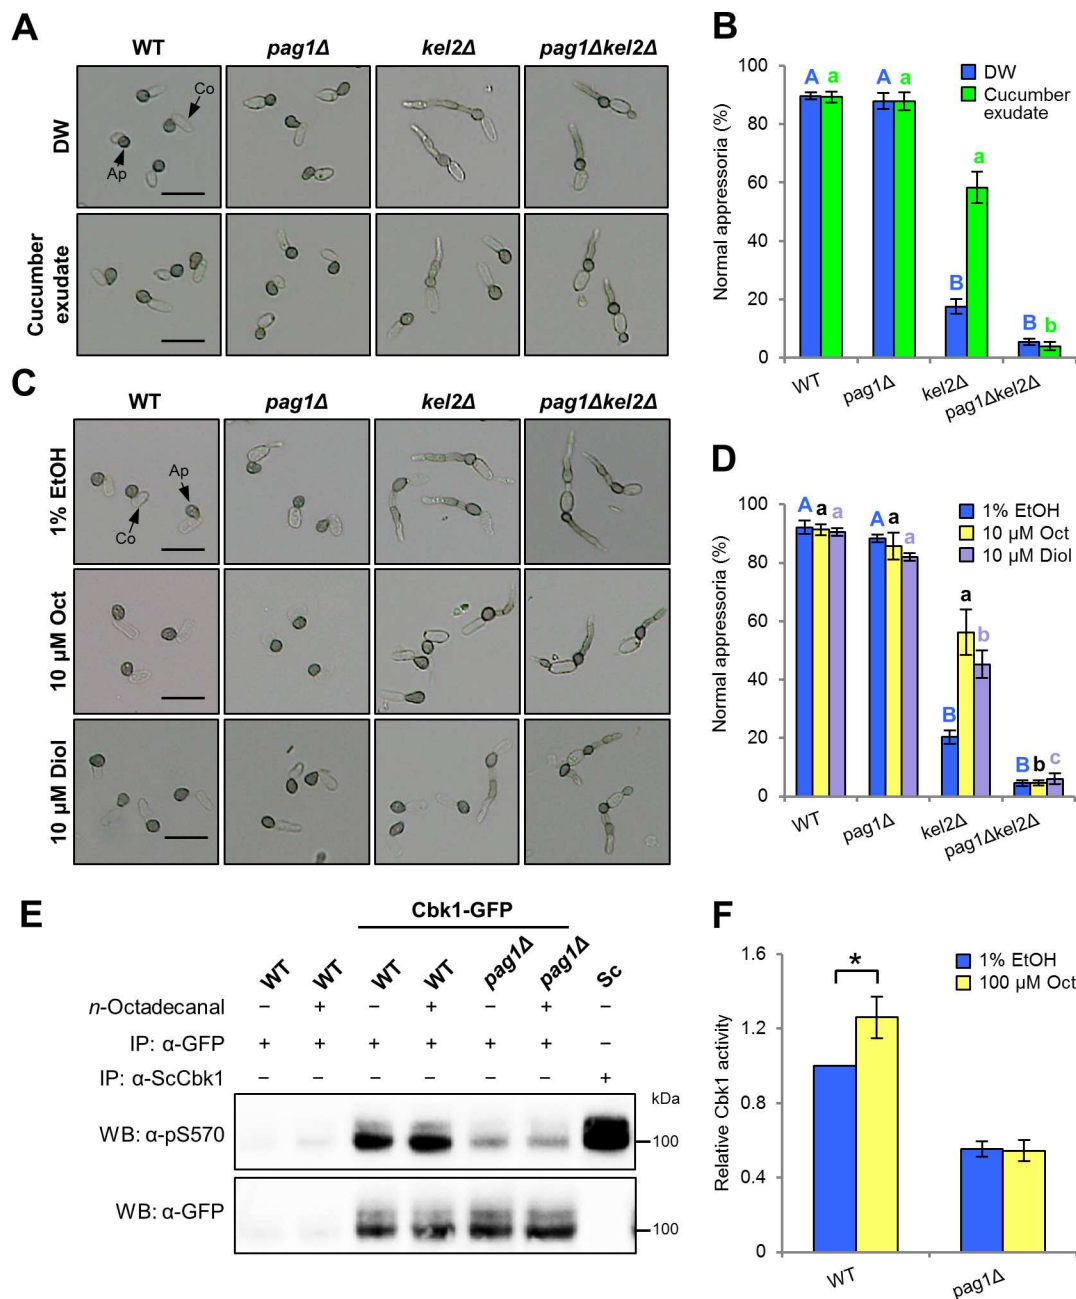 A
WT pag1Δ kel2Δ pag1Δkel2Δ
DW
Co
Ap
Cucumber
exudate
B
Normal appressoria (%)
100
80
60
40
20
0
A a A a B a B b
DW
Cucumber
exudate
WT pag1Δ kel2Δ pag1Δkel2Δ
C
WT pag1Δ kel2Δ pag1Δkel2Δ
1% EtOH
Ap
Co
10 µM Oct
10 µM Diol
D
Normal appressoria (%)
100
80
60
40
20
0
A a a A a a B a b B b c
1% EtOH
10 µM Oct
10 µM Diol
WT pag1Δ kel2Δ pag1Δkel2Δ
E
Cbk1-GFP
WT WT WT WT pag1Δ pag1Δ Sc
n-Octadecanal – + – + – + –
IP: α-GFP + + + + + + –
IP: α-ScCbk1 – – – – – – +
kDa
WB: α-pS570
100
WB: α-GFP
100
F
Relative Cbk1 activity
1.6
1.2
0.8
0.4
0
*
1% EtOH
100 µM Oct
WT pag1Δ